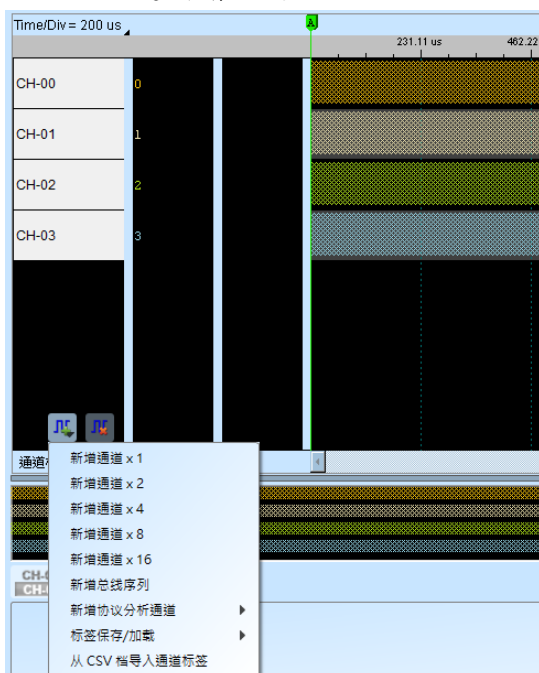 Time/Div = 200 us
A
231.11 us
462.22
CH-00
0
CH-01
1
CH-02
2
CH-03
3
通道
新增通道 x 1
新增通道 x 2
新增通道 x 4
新增通道 x 8
新增通道 x 16
新增总线序列
新增协议分析通道
标签保存/加载
从 CSV 档导入通道标签